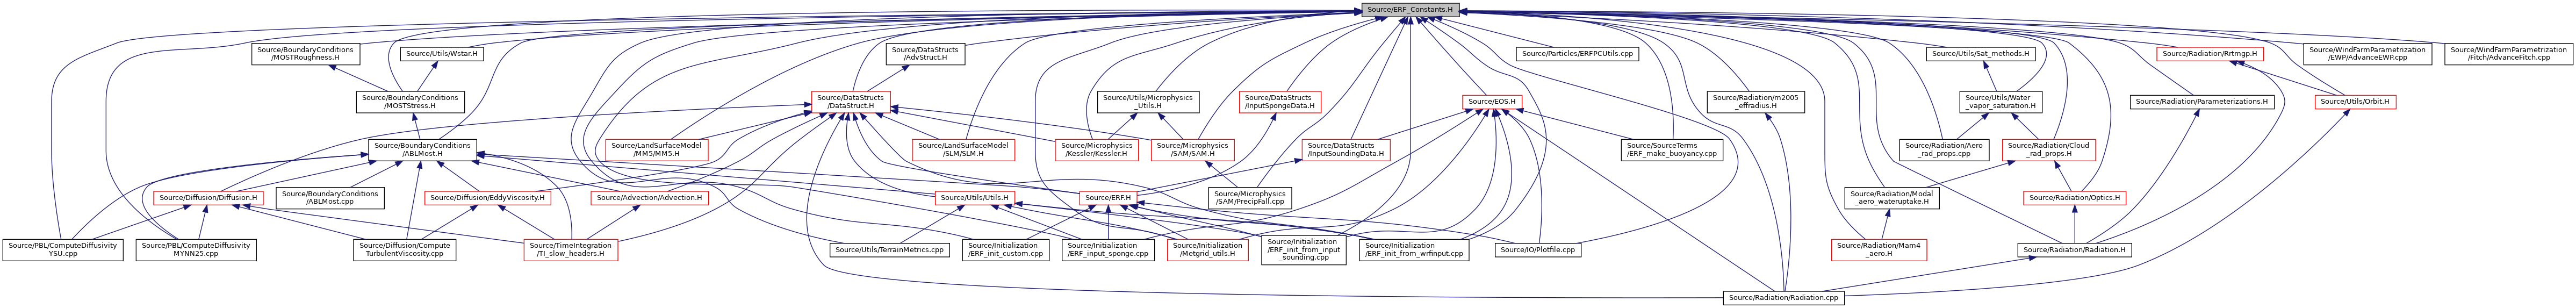 Source/ERF_Constants.H
Source/BoundaryConditions
/MOSTRoughness.H
Source/Utils/Wstar.H
Source/DataStructs
/AdvStruct.H
Source/Particles/ERFPCUtils.cpp
Source/Utils/Sat_methods.H
Source/Radiation/Rrtmgp.H
Source/WindFarmParametrization
/EWP/AdvanceEWP.cpp
Source/WindFarmParametrization
/Fitch/AdvanceFitch.cpp
Source/BoundaryConditions
/MOSTStress.H
Source/DataStructs
/DataStruct.H
Source/Utils/Microphysics
_Utils.H
Source/DataStructs
/InputSpongeData.H
Source/EOS.H
Source/Radiation/m2005
_effradius.H
Source/Utils/Water
_vapor_saturation.H
Source/Radiation/Parameterizations.H
Source/Utils/Orbit.H
Source/BoundaryConditions
/ABLMost.H
Source/LandSurfaceModel
/MM5/MM5.H
Source/LandSurfaceModel
/SLM/SLM.H
Source/Microphysics
/Kessler/Kessler.H
Source/Microphysics
/SAM/SAM.H
Source/DataStructs
/InputSoundingData.H
Source/SourceTerms
/ERF_make_buoyancy.cpp
Source/Radiation/Aero
_rad_props.cpp
Source/Radiation/Cloud
_rad_props.H
Source/Diffusion/Diffusion.H
Source/BoundaryConditions
/ABLMost.cpp
Source/Diffusion/EddyViscosity.H
Source/Advection/Advection.H
Source/Utils/Utils.H
Source/ERF.H
Source/Microphysics
/SAM/PrecipFall.cpp
Source/Radiation/Modal
_aero_wateruptake.H
Source/Radiation/Optics.H
Source/PBL/ComputeDiffusivity
YSU.cpp
Source/PBL/ComputeDiffusivity
MYNN25.cpp
Source/Diffusion/Compute
TurbulentViscosity.cpp
Source/TimeIntegration
/TI_slow_headers.H
Source/Utils/TerrainMetrics.cpp
Source/Initialization
/ERF_init_custom.cpp
Source/Initialization
/ERF_input_sponge.cpp
Source/Initialization
/Metgrid_utils.H
Source/Initialization
/ERF_init_from_input
_sounding.cpp
Source/Initialization
/ERF_init_from_wrfinput.cpp
Source/IO/Plotfile.cpp
Source/Radiation/Mam4
_aero.H
Source/Radiation/Radiation.H
Source/Radiation/Radiation.cpp